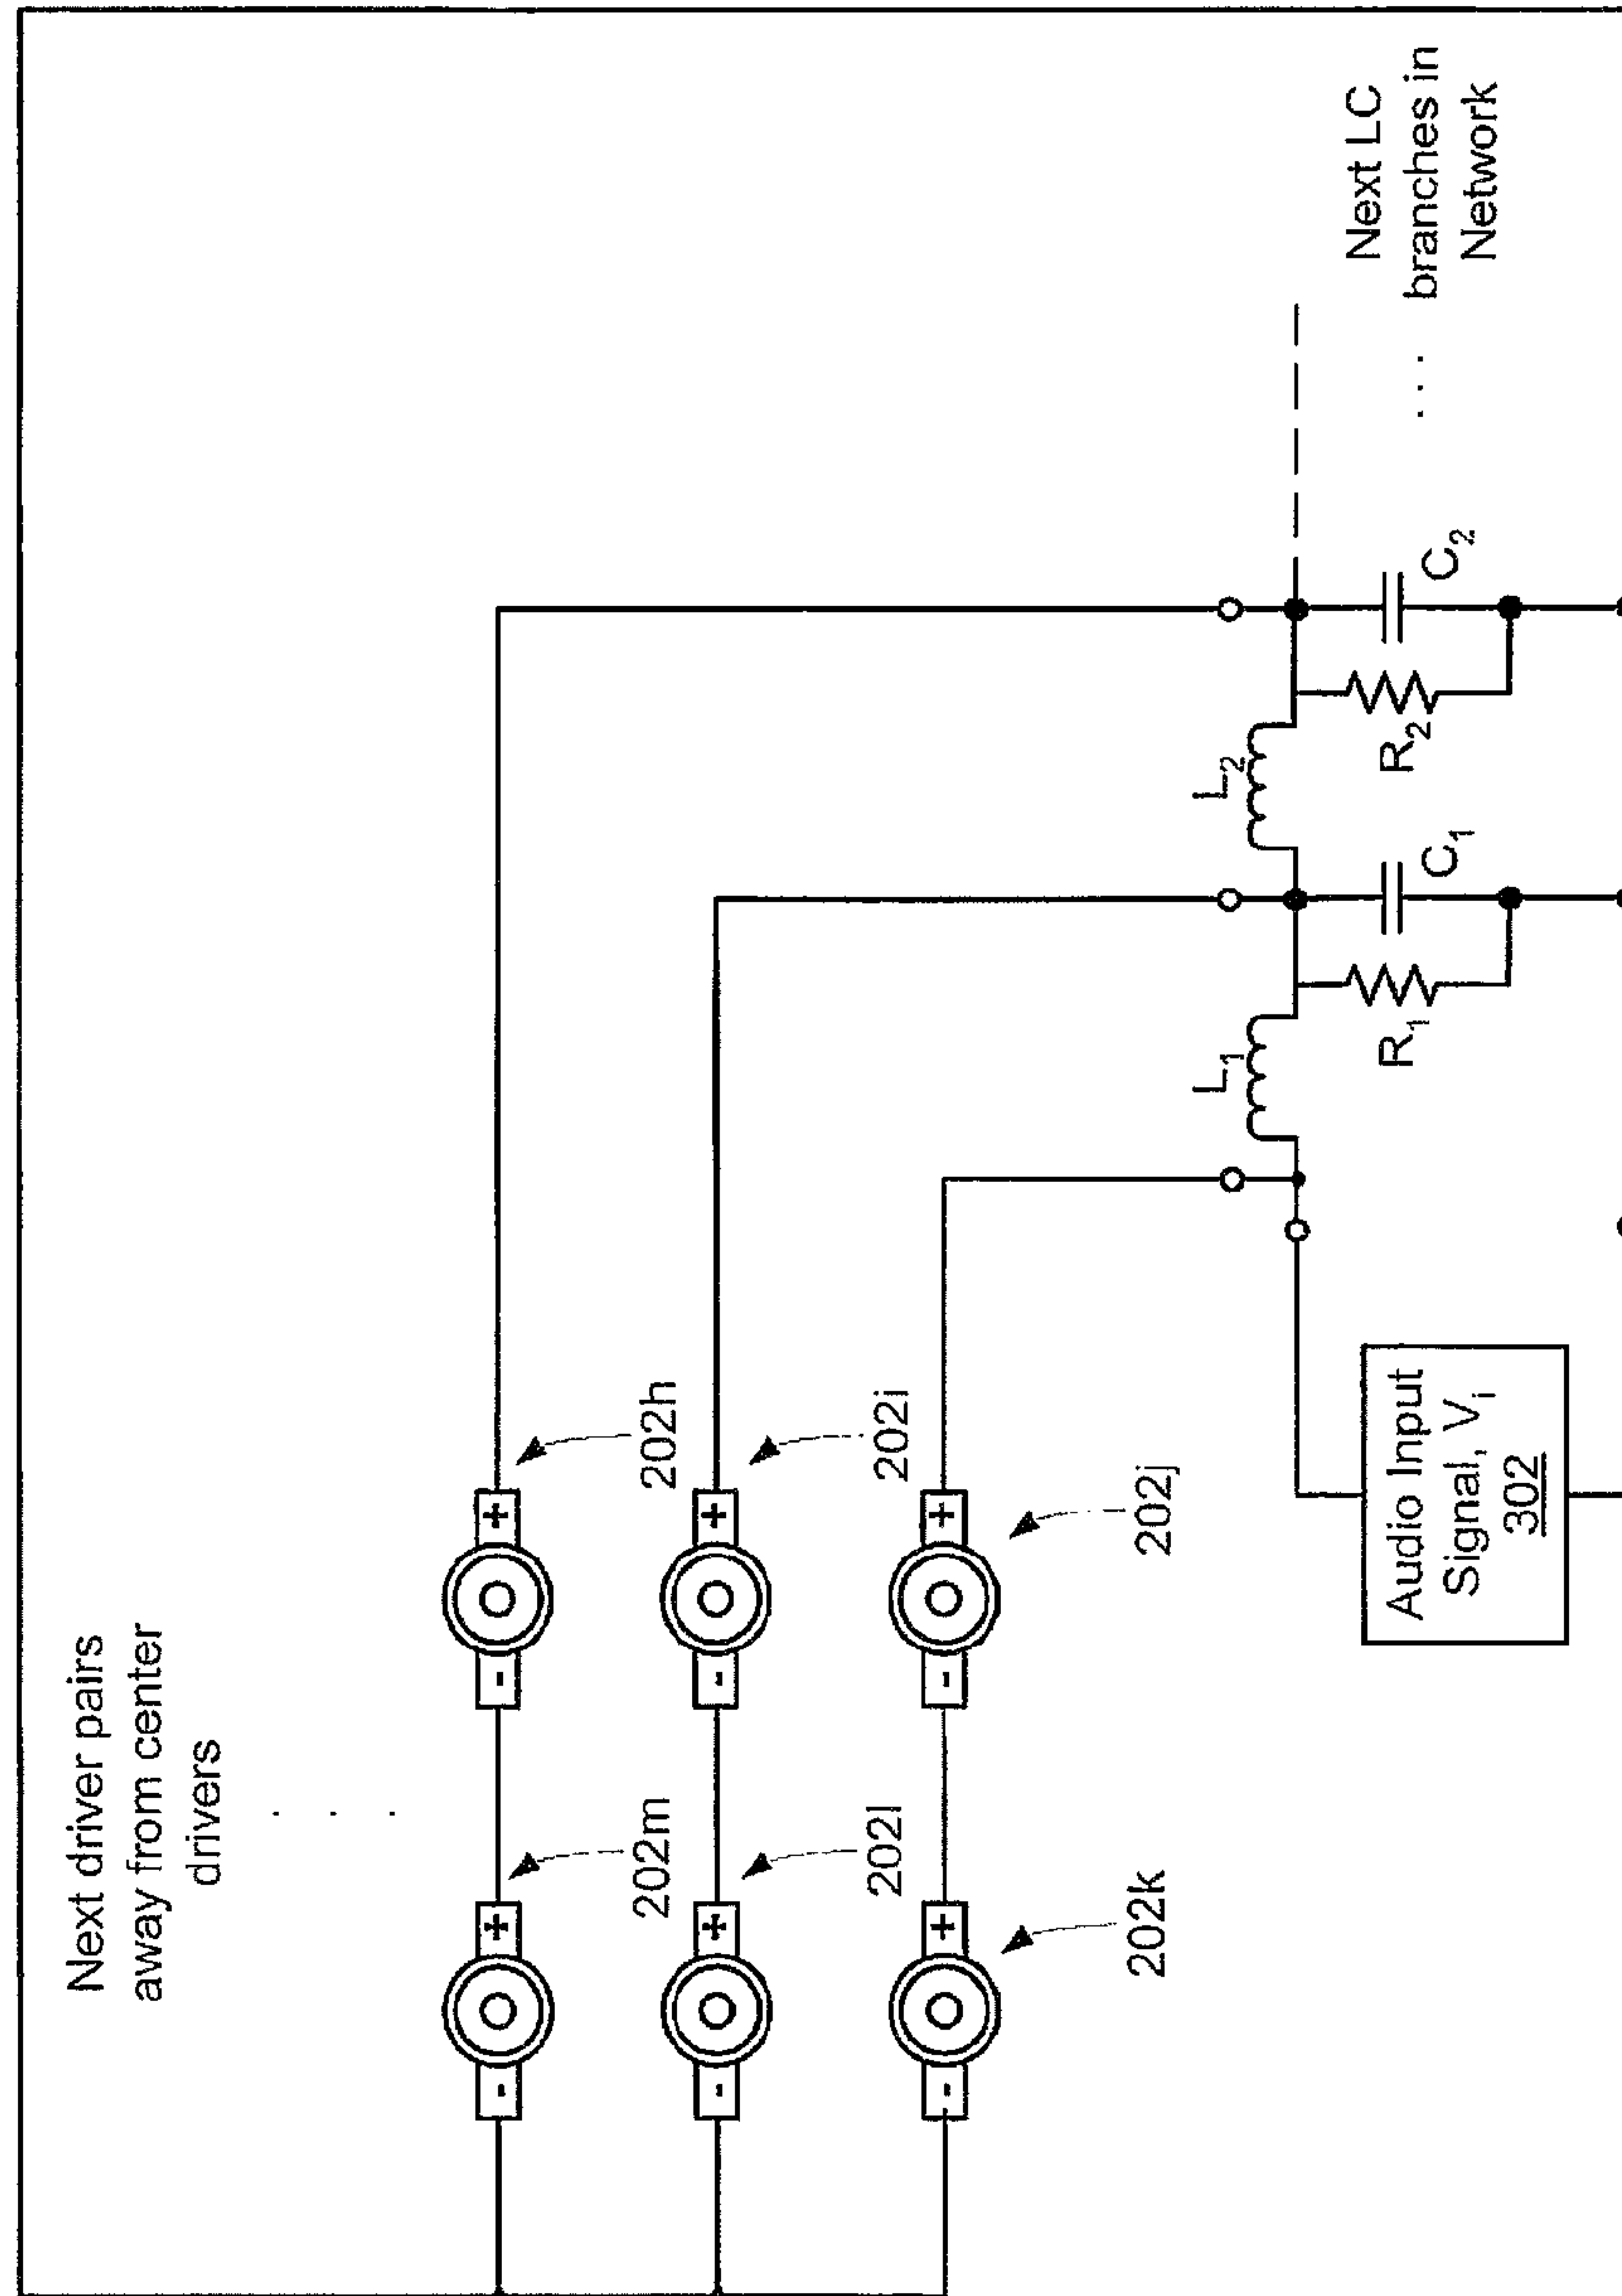 Next driver pairs
away from center
drivers
. . .
+
-
+
-
202h
202m
+
-
+
-
202i
202l
+
-
+
-
202j
202k
L1
L2
R1
C1
R2
C2
Next LC
. . . branches in
Network
Audio Input
Signal, Vi
302